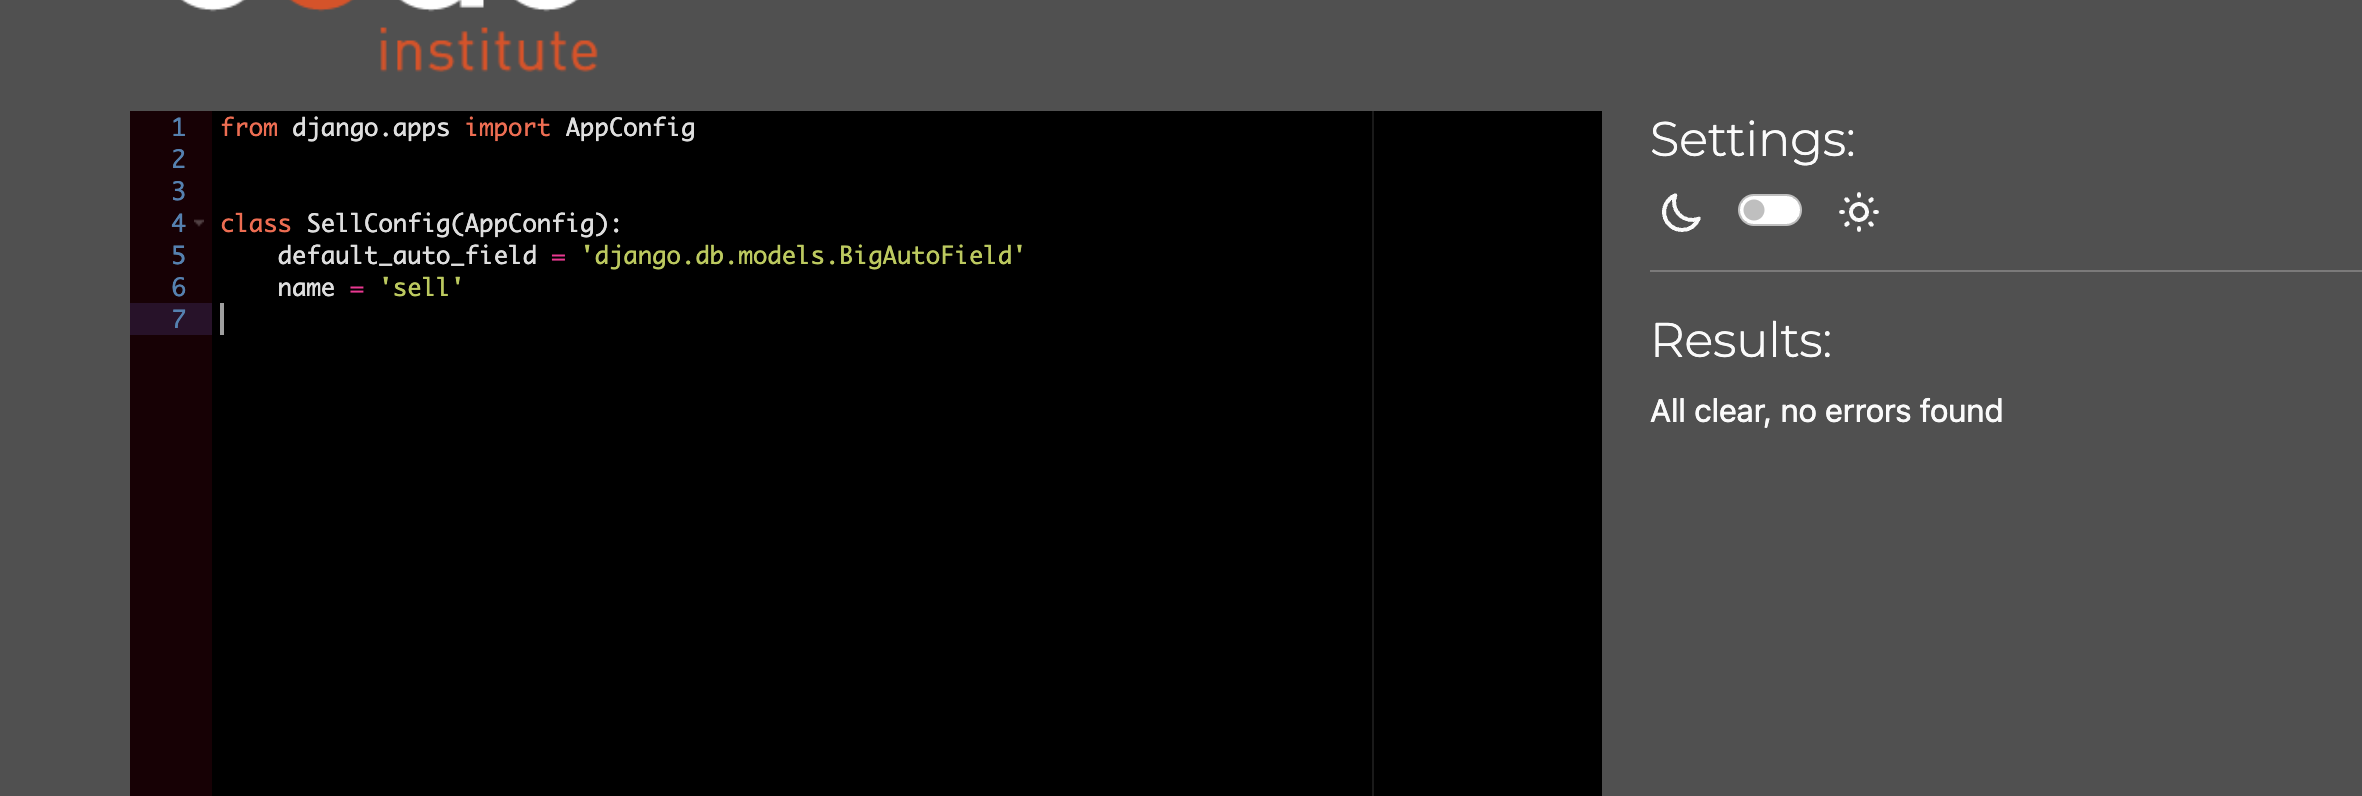 institute
1 from django.apps import AppConfig
2
3
4 class SellConfig(AppConfig):
5     default_auto_field = 'django.db.models.BigAutoField'
6     name = 'sell'
7
Settings:
Results:
All clear, no errors found